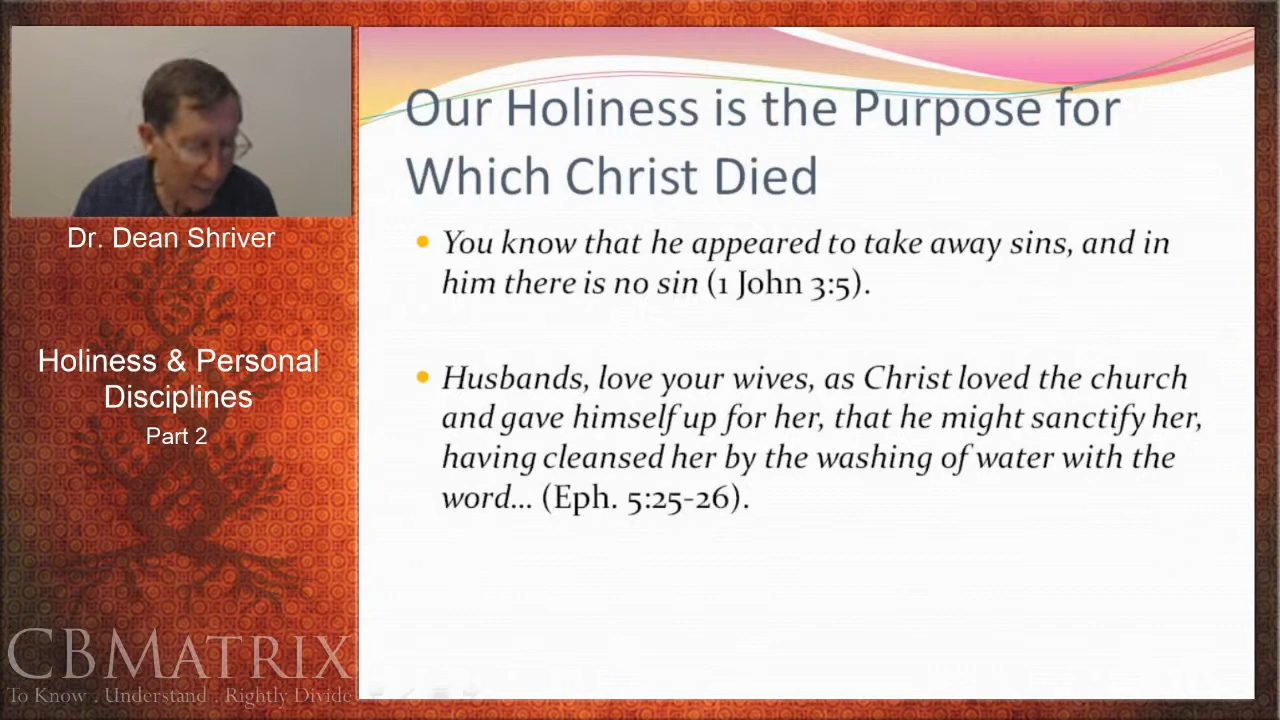 Our Holiness is the Purpose for
Which Christ Died
• You know that he appeared to take away sins, and in
him there is no sin (1 John 3:5).
• Husbands, love your wives, as Christ loved the church
and gave himself up for her, that he might sanctify her,
having cleansed her by the washing of water with the
word... (Eph. 5:25-26).
Dr. Dean Shriver
Holiness & Personal
Disciplines
Part 2
CBMATRIX
To Know . Understand . Rightly Divide